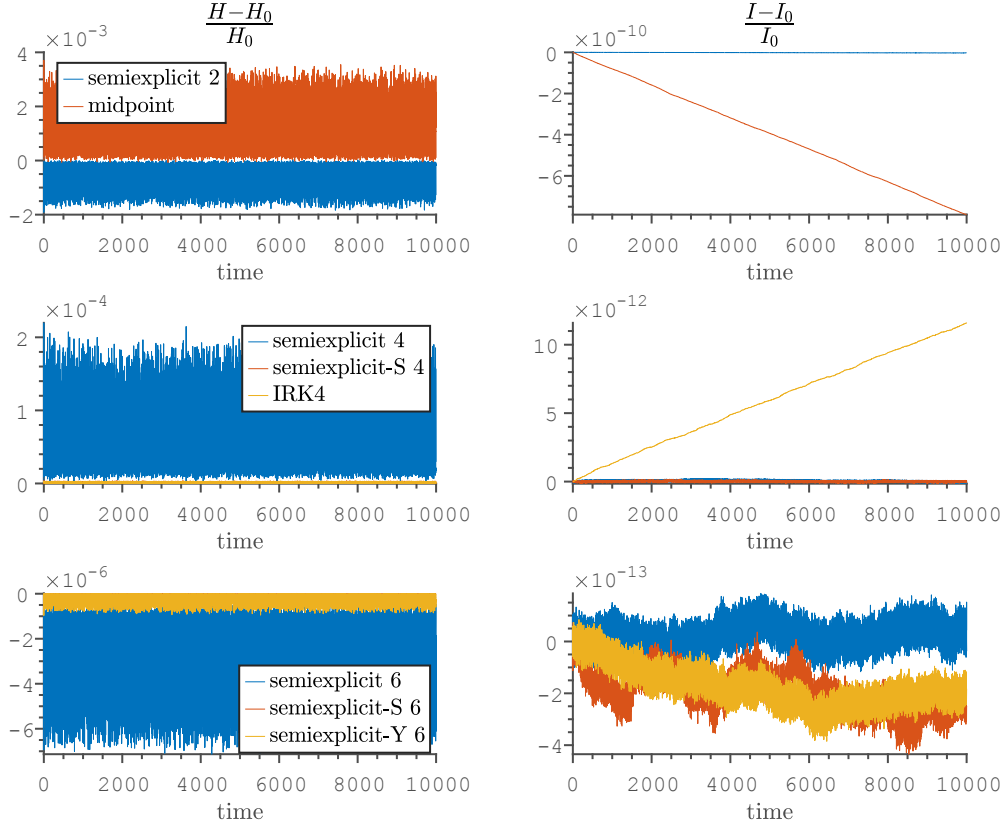 (H−H₀)/H₀
×10⁻³
4
2
0
−2
semiexplicit 2
midpoint
0 2000 4000 6000 8000 10000
time
(I−I₀)/I₀
×10⁻¹⁰
0
−2
−4
−6
0 2000 4000 6000 8000 10000
time
×10⁻⁴
2
1
0
semiexplicit 4
semiexplicit-S 4
IRK4
0 2000 4000 6000 8000 10000
time
×10⁻¹²
10
5
0
0 2000 4000 6000 8000 10000
time
×10⁻⁶
0
−2
−4
−6
semiexplicit 6
semiexplicit-S 6
semiexplicit-Y 6
0 2000 4000 6000 8000 10000
time
×10⁻¹³
0
−2
−4
0 2000 4000 6000 8000 10000
time